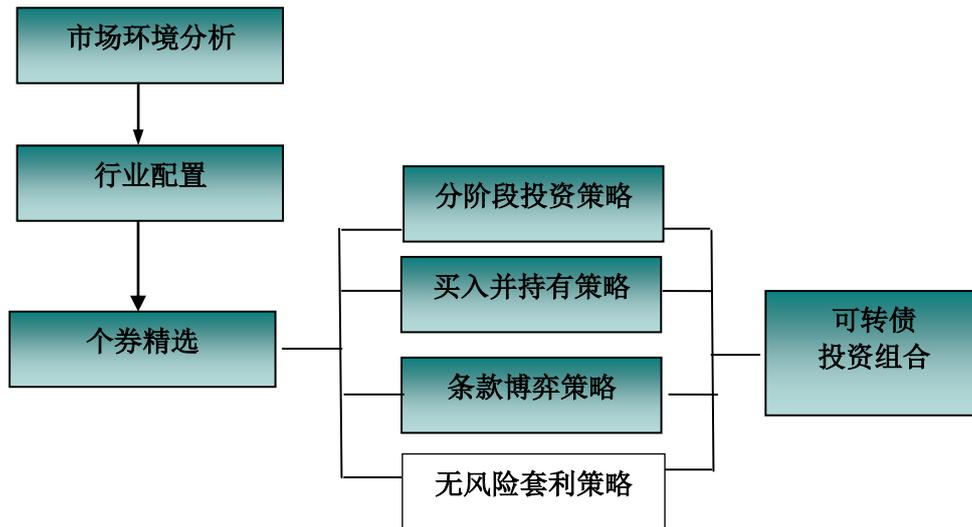 市场环境分析
行业配置
个券精选
分阶段投资策略
买入并持有策略
条款博弈策略
无风险套利策略
可转债
投资组合